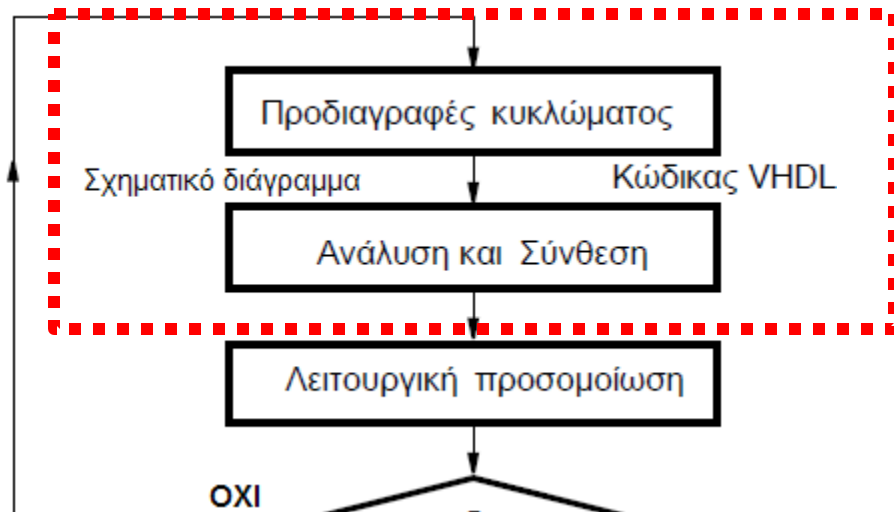 Προδιαγραφές κυκλώματος
Σχηματικό διάγραμμα
Κώδικας VHDL
Ανάλυση και Σύνθεση
Λειτουργική προσομοίωση
ΟΧΙ